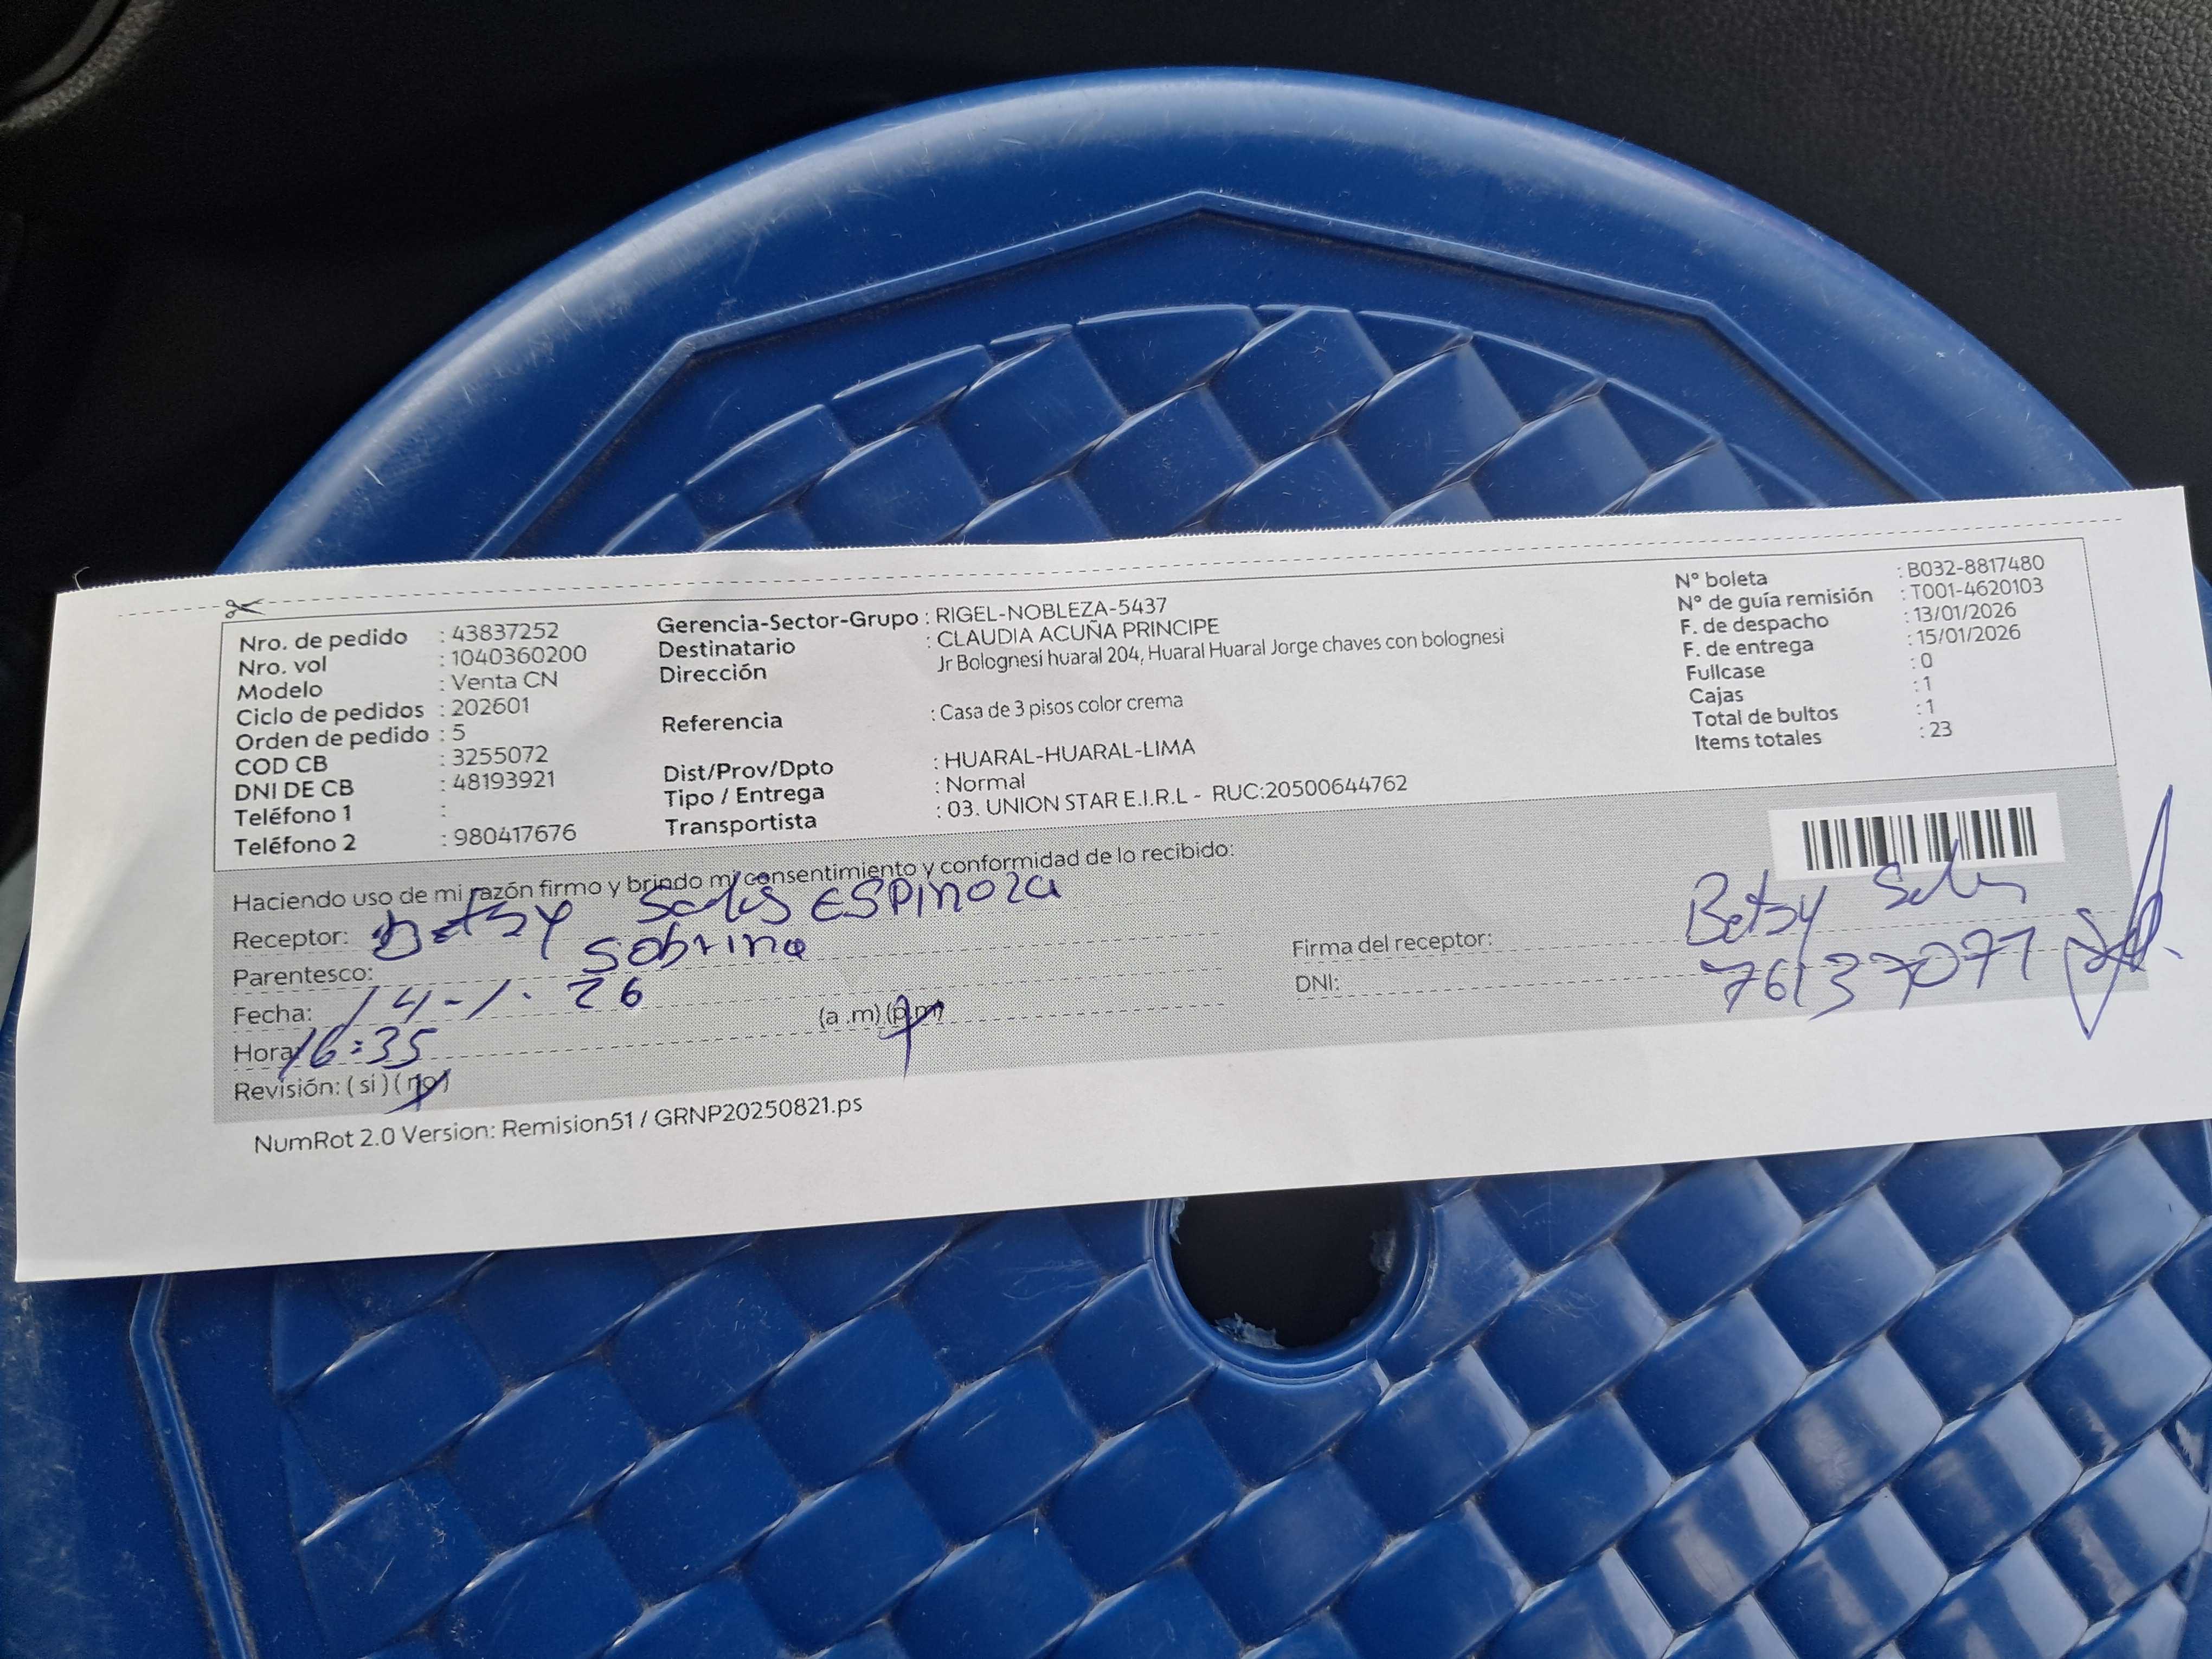 Nro. de pedido : 43837252
Nro. vol : 1040360200
Modelo : Venta CN
Ciclo de pedidos : 202601
Orden de pedido : 5
COD CB : 3255072
DNI DE CB : 48193921
Teléfono 1 :
Teléfono 2 : 980417676
Gerencia-Sector-Grupo : RIGEL-NOBLEZA-5437
Destinatario : CLAUDIA ACUÑA PRINCIPE
Dirección Jr Bolognesi huaral 204, Huaral Huaral Jorge chaves con bolognesi
Referencia : Casa de 3 pisos color crema
Dist/Prov/Dpto : HUARAL-HUARAL-LIMA
Tipo / Entrega : Normal
Transportista : 03. UNION STAR E.I.R.L - RUC:20500644762
N° boleta : B032-8817480
N° de guía remisión : T001-4620103
F. de despacho : 13/01/2026
F. de entrega : 15/01/2026
Fullcase : 0
Cajas : 1
Total de bultos : 1
Items totales : 23
Haciendo uso de mi razón firmo y brindo mi consentimiento y conformidad de lo recibido:
Receptor: Betsy ESPINOZA
Parentesco: Sobrina
Fecha: 14-1-26
Hora: 16:35 (a .m) (p.m)
Revisión: ( si ) ( no )
Firma del receptor: Betsy
DNI: 76137071
NumRot 2.0 Version: Remision51 / GRNP20250821.ps